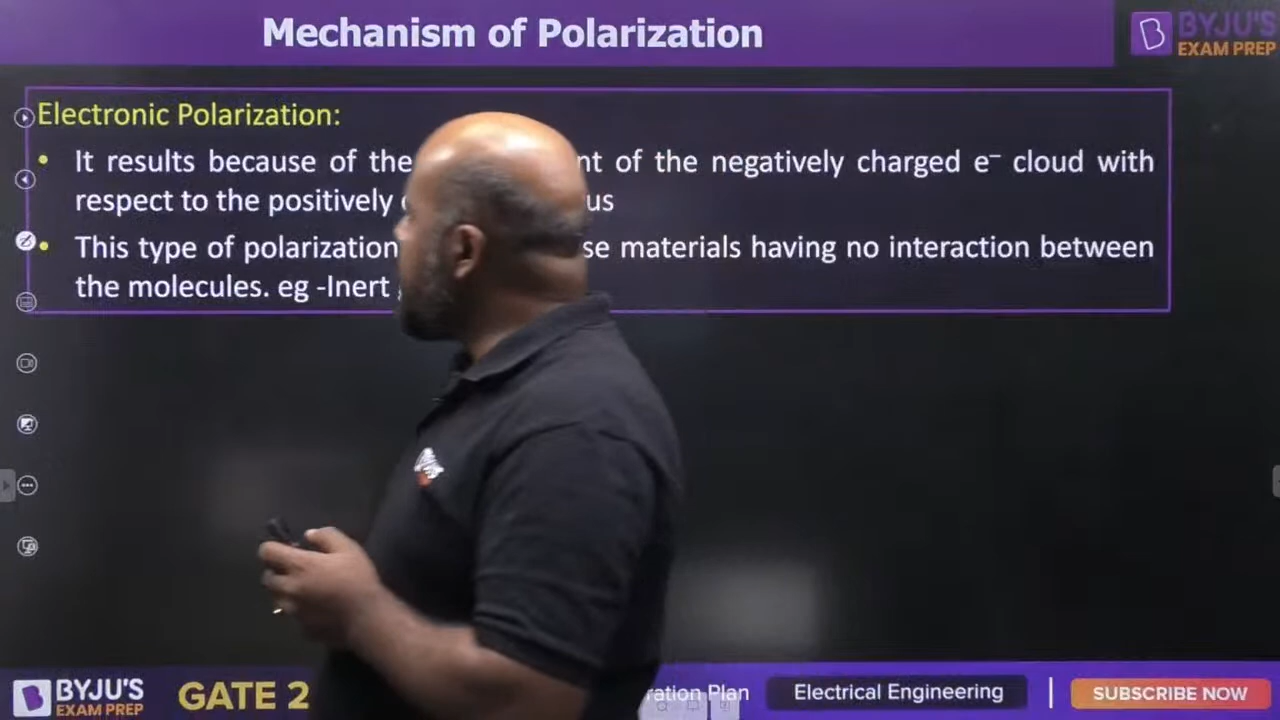 Mechanism of Polarization
BYJU'S
EXAM PREP
Electronic Polarization:
• It results because of the nt of the negatively charged e⁻ cloud with
respect to the positively us
• This type of polarization se materials having no interaction between
the molecules. eg -Inert
BYJU'S
EXAM PREP
GATE 2
ration Plan
Electrical Engineering
SUBSCRIBE NOW